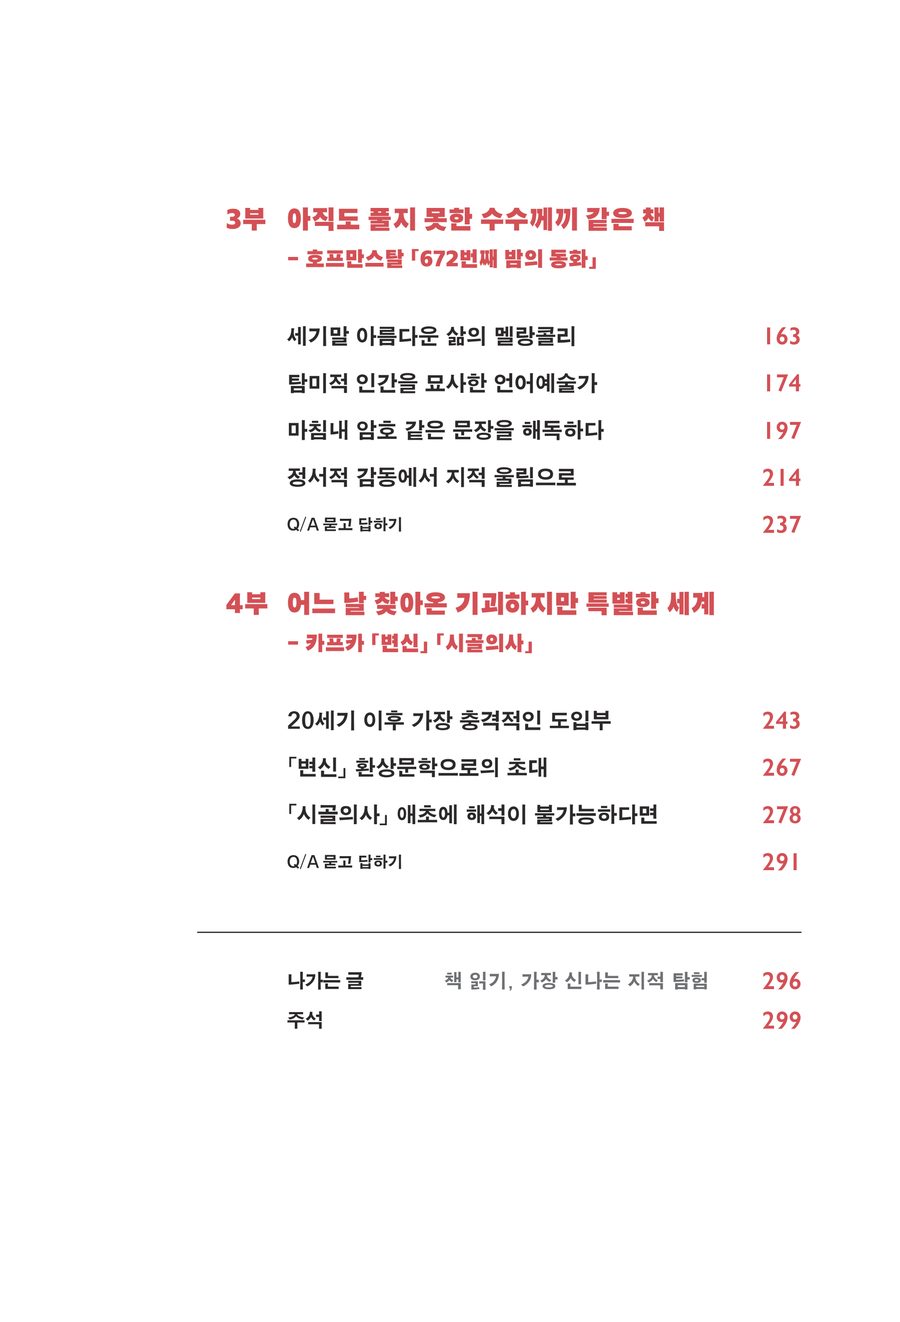 3부 아직도 풀지 못한 수수께끼 같은 책
- 호프만스탈 「672번째 밤의 동화」
세기말 아름다운 삶의 멜랑콜리 163
탐미적 인간을 묘사한 언어예술가 174
마침내 암호 같은 문장을 해독하다 197
정서적 감동에서 지적 울림으로 214
Q/A 묻고 답하기 237
4부 어느 날 찾아온 기괴하지만 특별한 세계
- 카프카 「변신」 「시골의사」
20세기 이후 가장 충격적인 도입부 243
「변신」 환상문학으로의 초대 267
「시골의사」 애초에 해석이 불가능하다면 278
Q/A 묻고 답하기 291
나가는 글 책 읽기, 가장 신나는 지적 탐험 296
주석 299